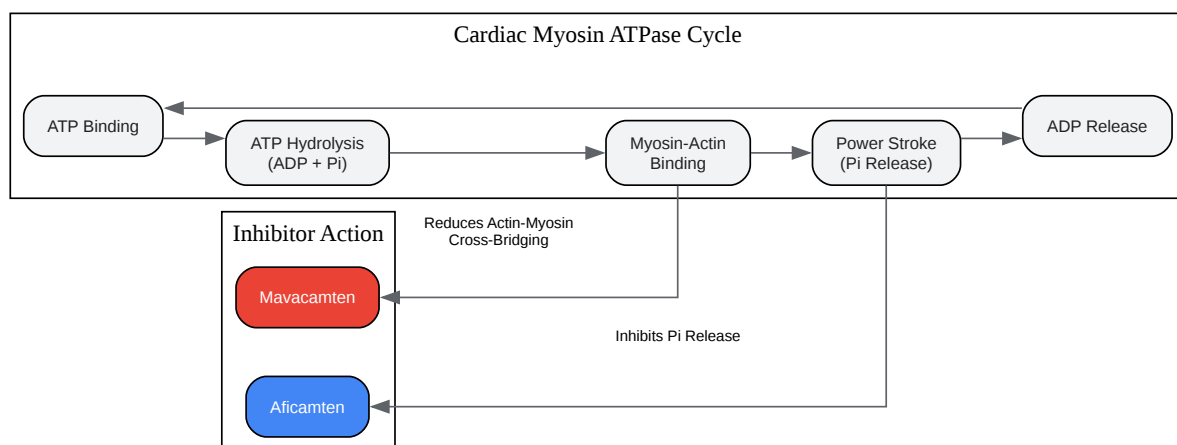 Cardiac Myosin ATPase Cycle
ATP Binding
ATP Hydrolysis
(ADP + Pi)
Myosin-Actin
Binding
Power Stroke
(Pi Release)
ADP Release
Reduces Actin-Myosin
Cross-Bridging
Inhibitor Action
Mavacamten
Inhibits Pi Release
Aficamten